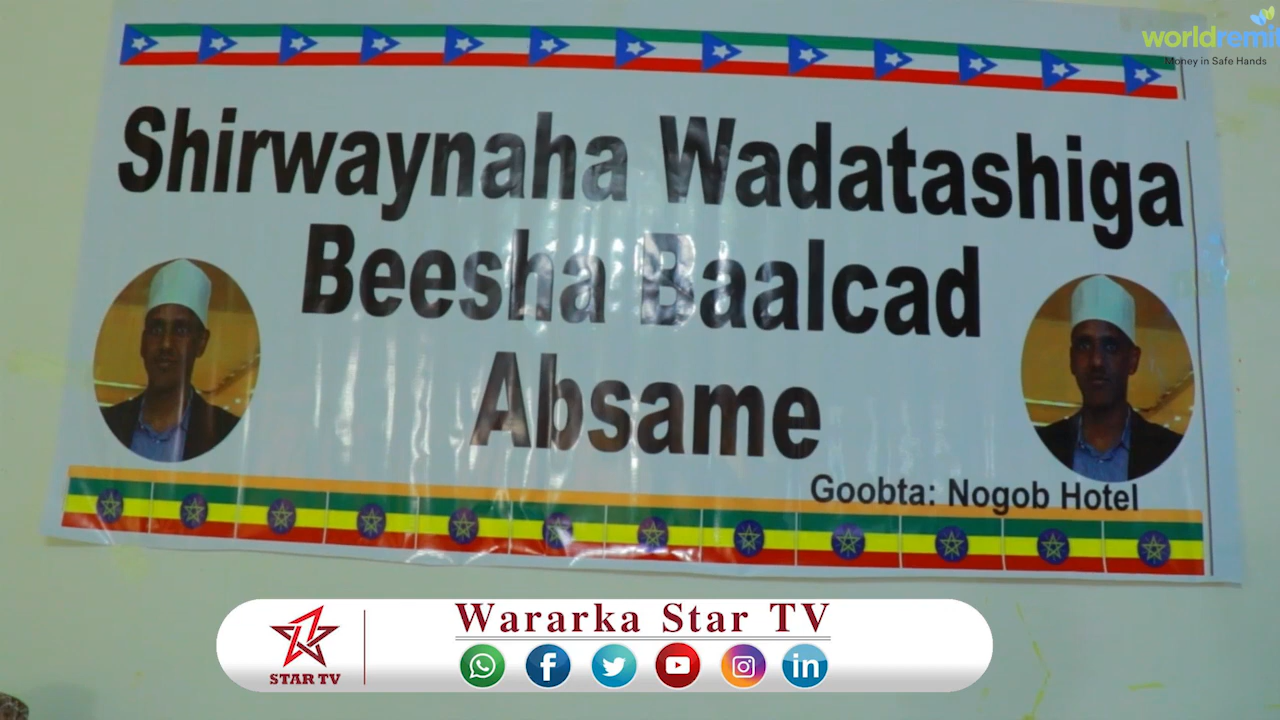 worldremit
Money in Safe Hands
Shirwaynaha Wadatashiga
Beesha Baalcad
Absame
Goobta: Nogob Hotel
Wararka Star TV
STAR TV